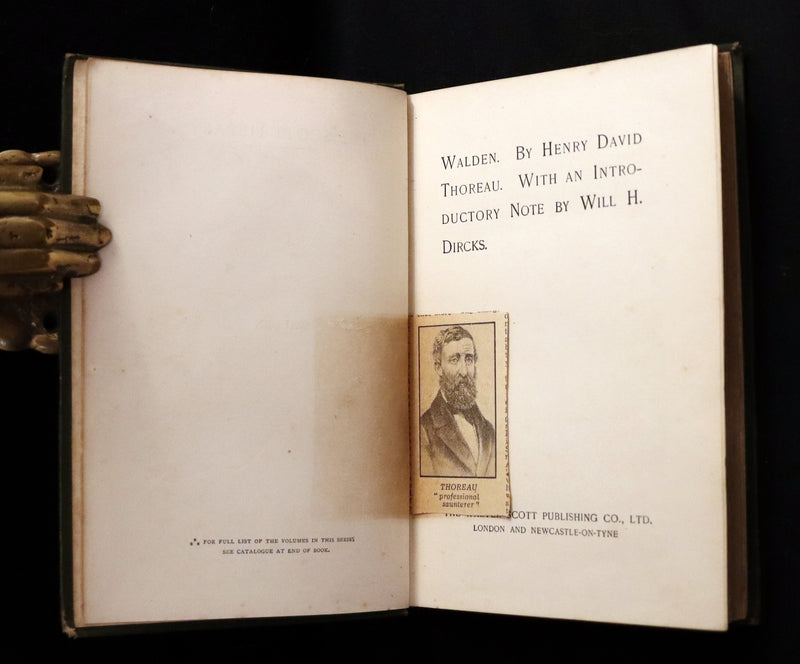 ⁂ FOR FULL LIST OF THE VOLUMES IN THIS SERIES
SEE CATALOGUE AT END OF BOOK.
WALDEN. BY HENRY DAVID
THOREAU. WITH AN INTRO-
DUCTORY NOTE BY WILL H.
DIRCKS.
THOREAU
"professional
saunterer"
SCOTT PUBLISHING CO., LTD.
LONDON AND NEWCASTLE-ON-TYNE